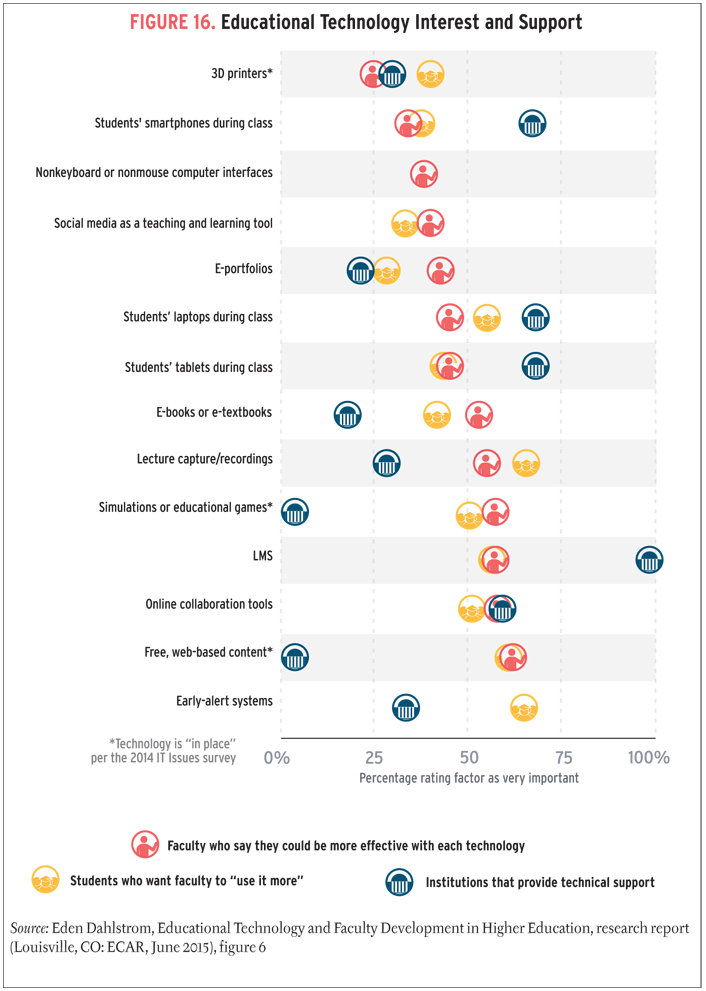 FIGURE 16. Educational Technology Interest and Support
3D printers*
Students' smartphones during class
Nonkeyboard or nonmouse computer interfaces
Social media as a teaching and learning tool
E-portfolios
Students’ laptops during class
Students’ tablets during class
E-books or e-textbooks
Lecture capture/recordings
Simulations or educational games*
LMS
Online collaboration tools
Free, web-based content*
Early-alert systems
*Technology is “in place”
per the 2014 IT Issues survey
0% 25 50 75 100%
Percentage rating factor as very important
Faculty who say they could be more effective with each technology
Students who want faculty to “use it more”
Institutions that provide technical support
Source: Eden Dahlstrom, Educational Technology and Faculty Development in Higher Education, research report
(Louisville, CO: ECAR, June 2015), figure 6